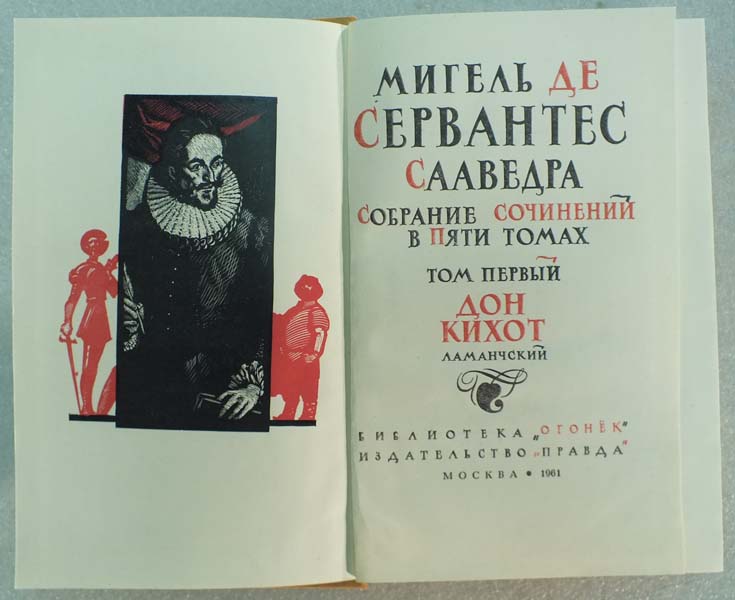 МИГЕЛЬ ДЕ
СЕРВАНТЕС
СААВЕДРА
СОБРАНИЕ СОЧИНЕНИЙ
В ПЯТИ ТОМАХ
ТОМ ПЕРВЫЙ
ДОН
КИХОТ
ЛАМАНЧСКИЙ
БИБЛИОТЕКА „ОГОНЁК"
ИЗДАТЕЛЬСТВО „ПРАВДА"
МОСКВА • 1961